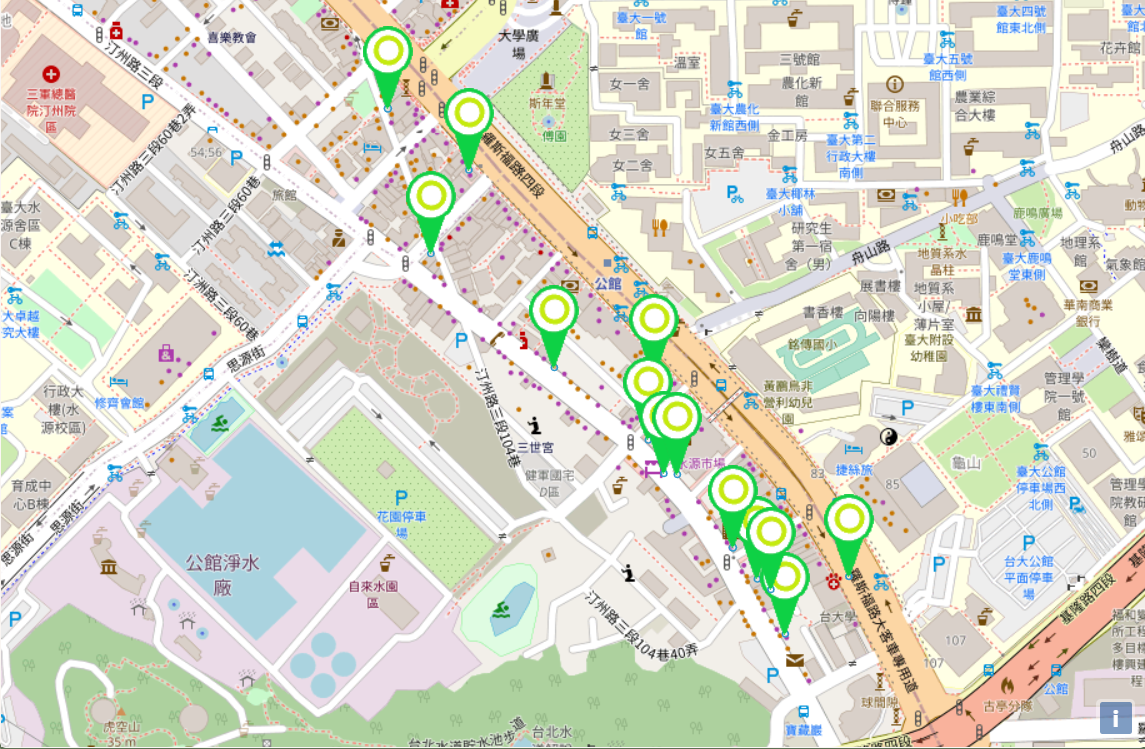 喜樂教會
大學廣
場
臺大一號
館
三號館
溫室
農化新
館
臺大四號
館東北側
花卉館
臺大五號
館西側
汀州路三段
三軍總醫
院汀州院
區
女一舍
斯年堂
傅園
臺大農化
新館西側
聯合服務
中心
農業綜
合大樓
女三舍
金工房
臺大第二
行政大樓
南側
女二舍
女五舍
舟山路
汀州路三段60巷2弄
54;56
旅館
羅斯福路四段
臺大椰林
小舖
小吃部
鹿鳴廣場
臺大水
源舍區
C棟
汀州路三段60巷
研究生
第一宿
舍（男）
舟山路
鹿鳴堂
臺大鹿鳴
堂東側
地理系
館
地質系水
晶柱
地質系
小屋/
薄片室
氣象館
展書樓
公館
書香樓
向陽樓
華南商業
銀行
臺大附設
幼稚園
銘傳國小
汀州路三段60巷
思源街
大卓越
究大樓
行政大
樓(水
源校區)
修齊會館
黃鸝鳥非
營利幼兒
園
臺大禮賢
樓東南側
管理學
院一號
館
汀州路三段104巷
三世宮
健軍國宅
D區
水源市場
83
捷絲旅
85
龜山
50
臺大公館
停車場西
北側
管理學
院教研
館
育成中
心B棟
思源街
思源街
花園停車
場
公館淨水
廠
自來水園
區
台大公館
平面停車
場
基隆路四段
台大學
羅斯福路大客車專用道
汀州路三段104巷40弄
107
107
福和
所工
多目
樓興
程
公館
古亭分隊
球間
寶藏巖
虎空山
35 m
台北水道貯水池步道
台北水